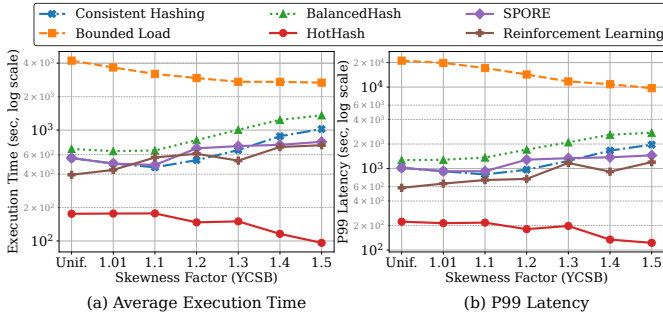 Consistent Hashing
BalancedHash
SPORE
Bounded Load
HotHash
Reinforcement Learning
Execution Time (sec, log scale)
4 × 10³
10³
6 × 10²
4 × 10²
2 × 10²
10²
Unif. 1.01 1.1 1.2 1.3 1.4 1.5
Skewness Factor (YCSB)
(a) Average Execution Time
P99 Latency (sec, log scale)
2 × 10⁴
10⁴
6 × 10³
4 × 10³
2 × 10³
10³
6 × 10²
4 × 10²
2 × 10²
10²
Unif. 1.01 1.1 1.2 1.3 1.4 1.5
Skewness Factor (YCSB)
(b) P99 Latency